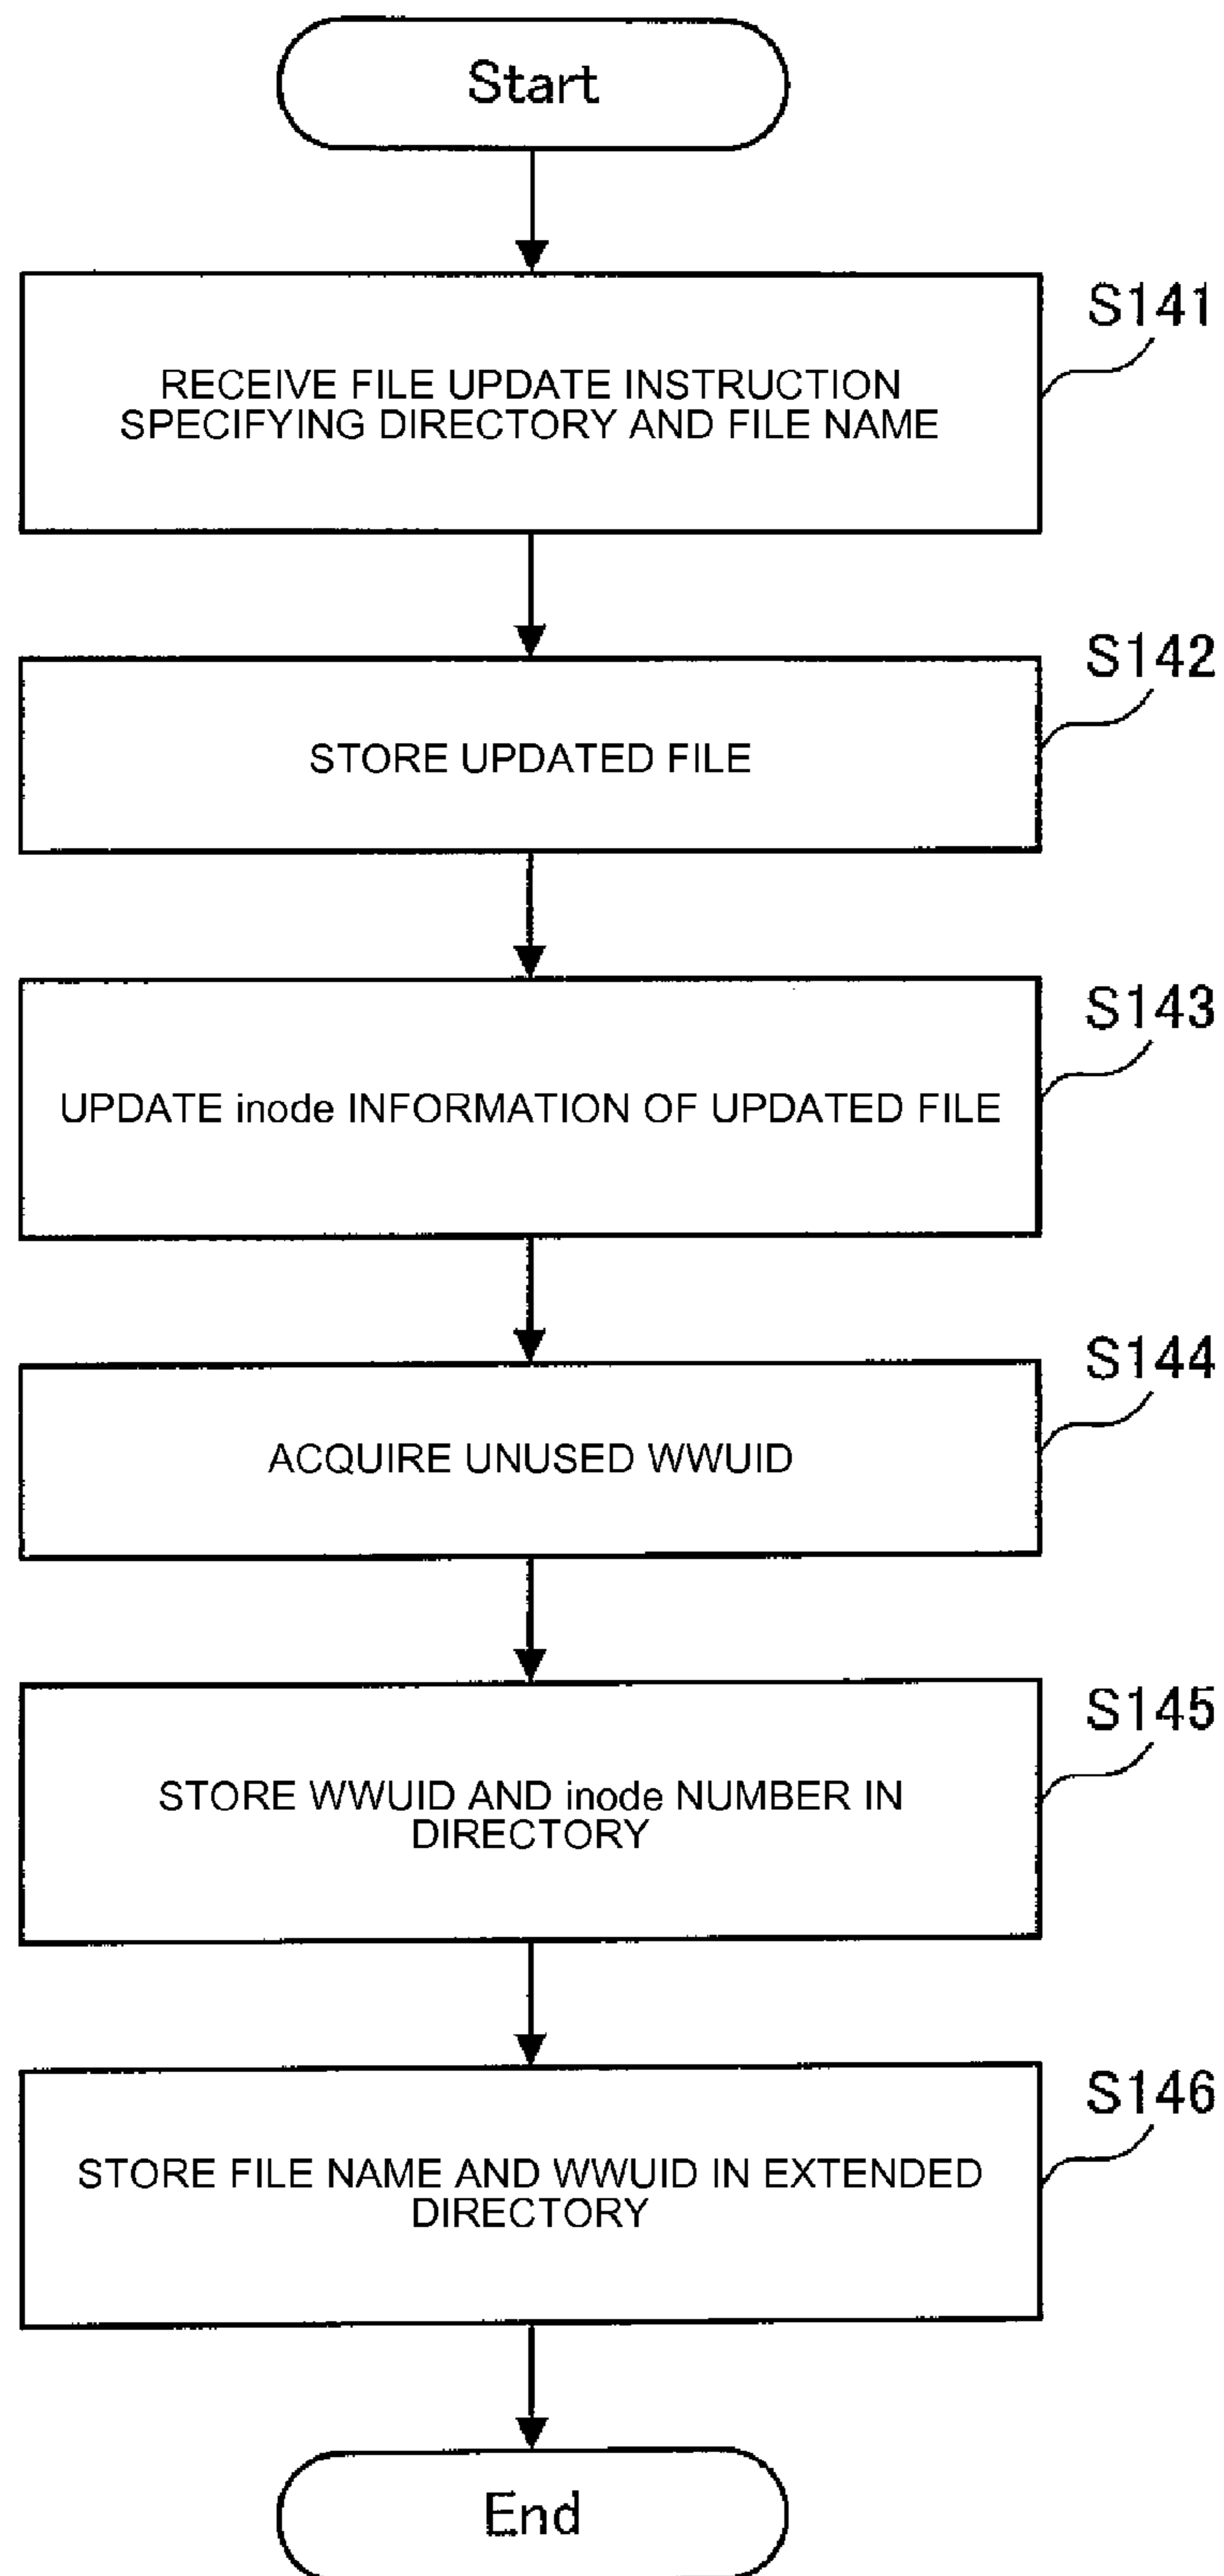 Start
S141
RECEIVE FILE UPDATE INSTRUCTION
SPECIFYING DIRECTORY AND FILE NAME
S142
STORE UPDATED FILE
S143
UPDATE inode INFORMATION OF UPDATED FILE
S144
ACQUIRE UNUSED WWUID
S145
STORE WWUID AND inode NUMBER IN
DIRECTORY
S146
STORE FILE NAME AND WWUID IN EXTENDED
DIRECTORY
End